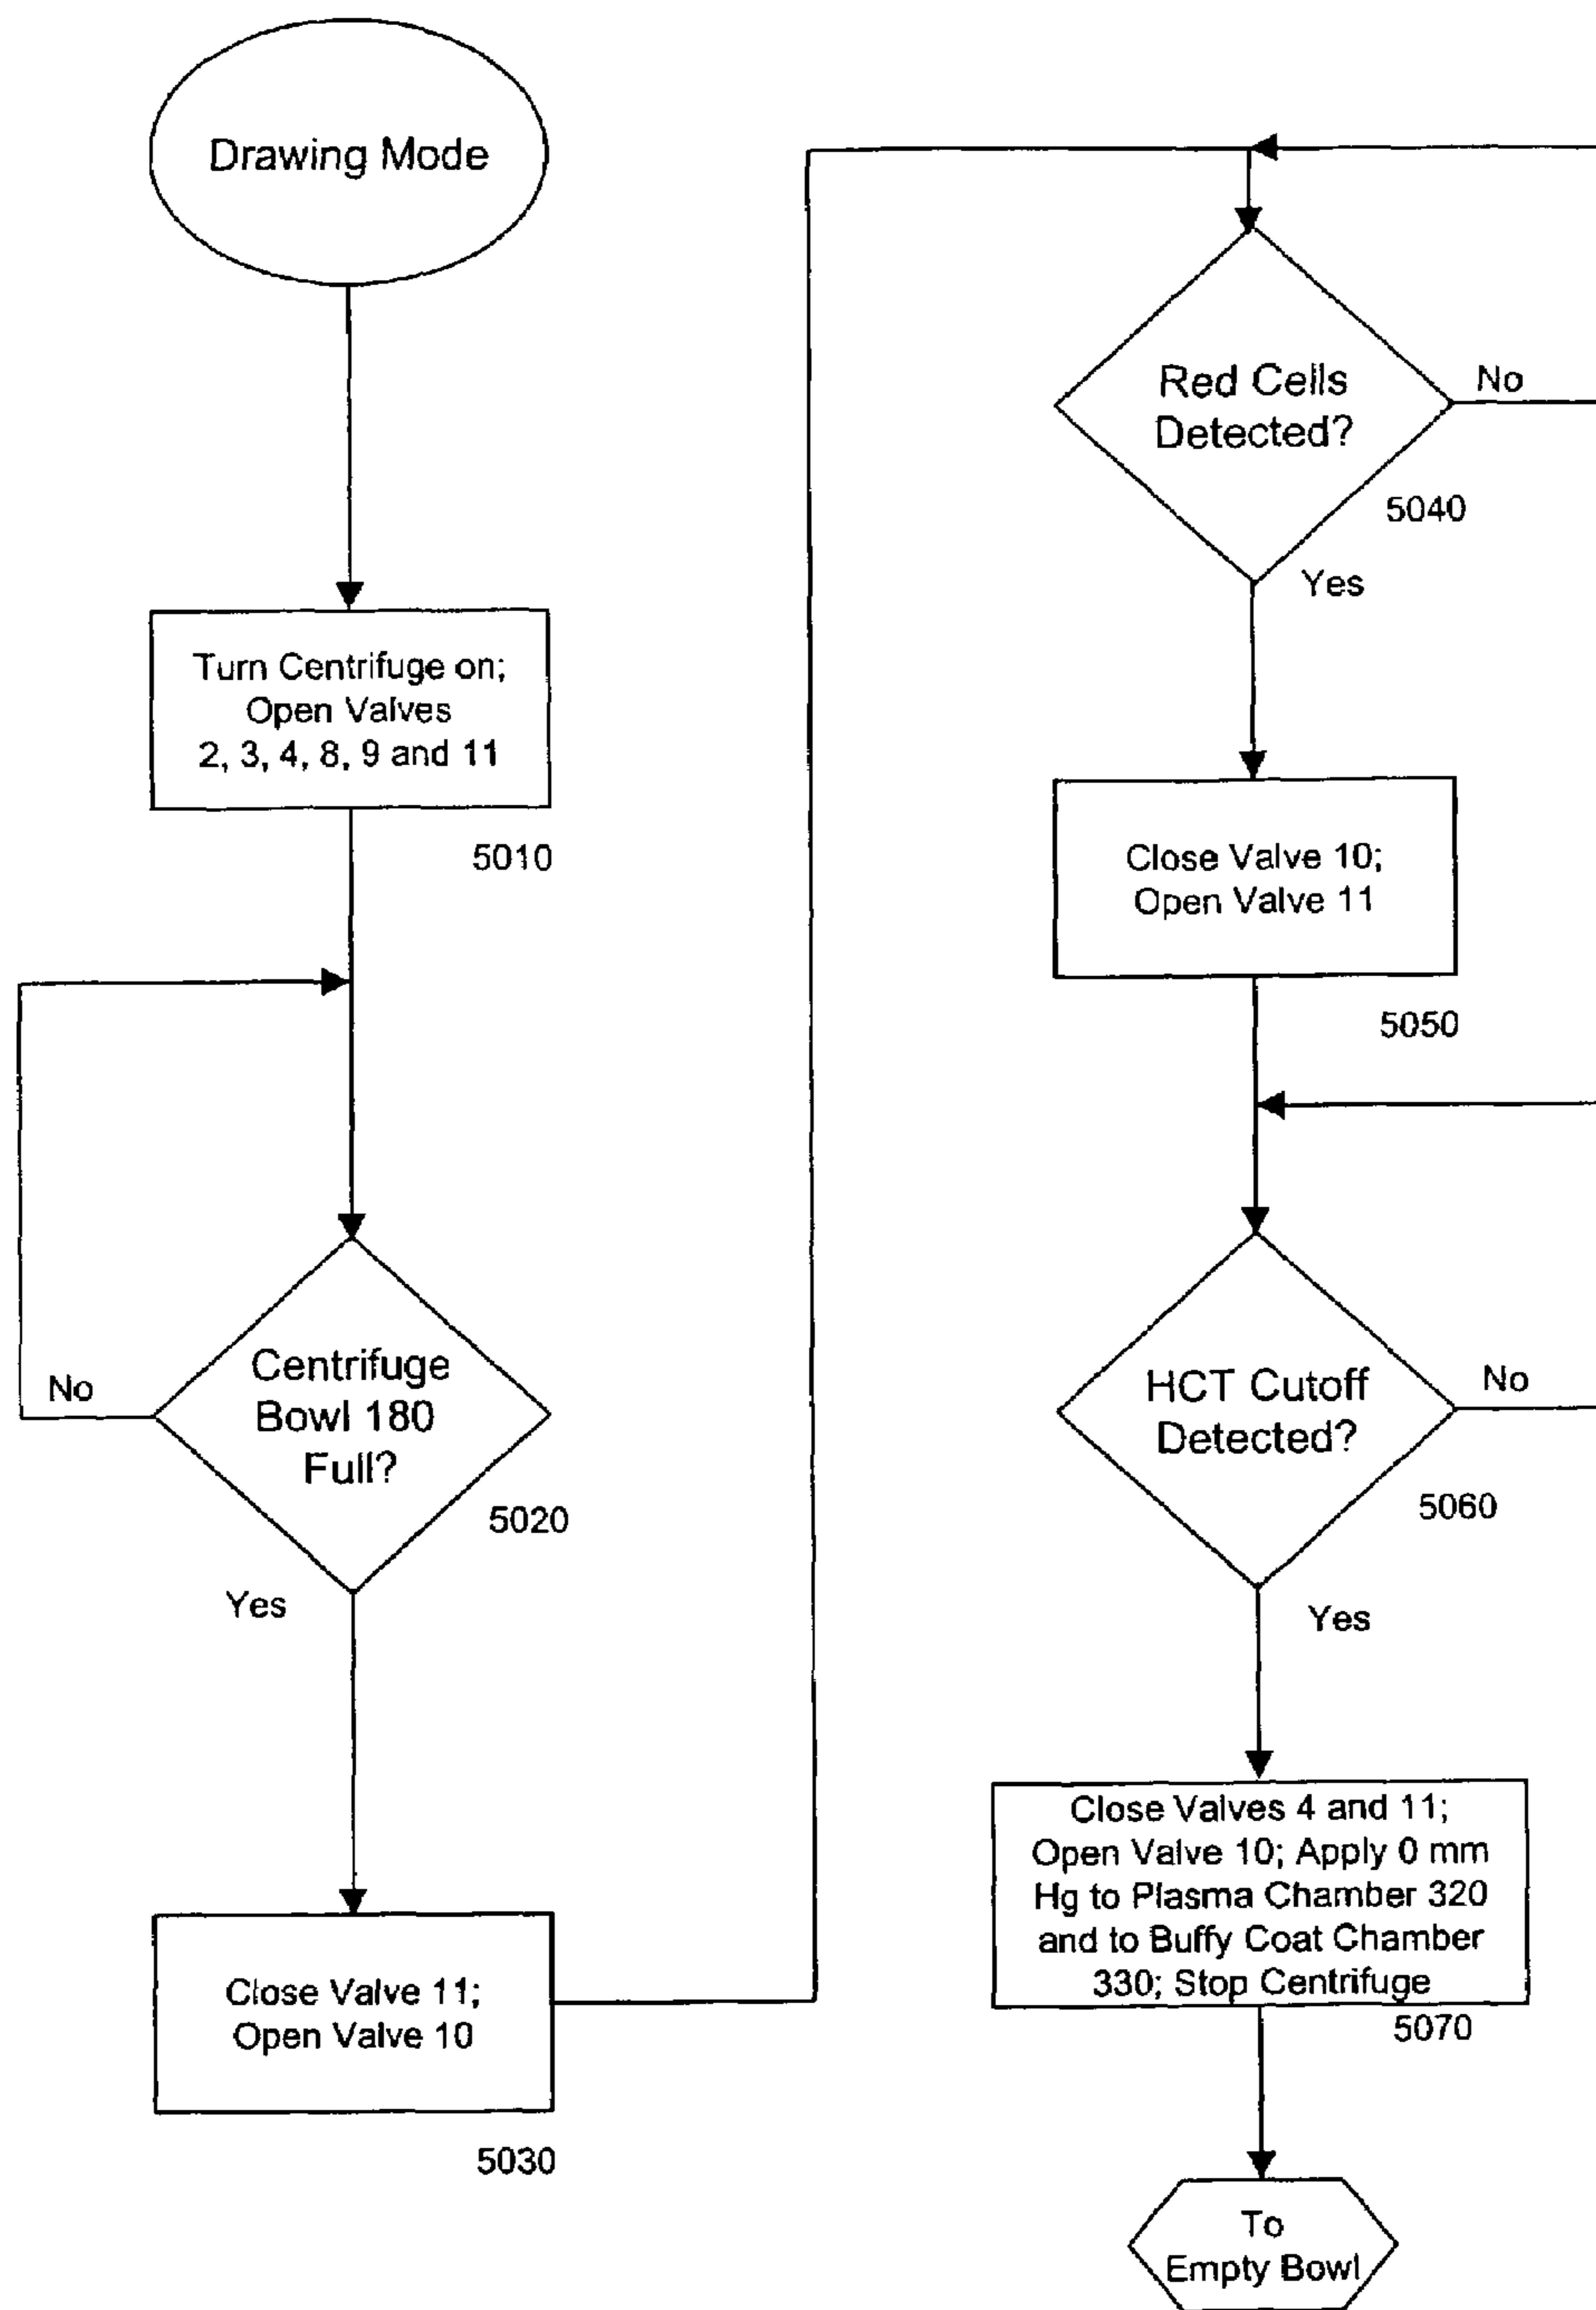 Drawing Mode
Turn Centrifuge on;
Open Valves
2, 3, 4, 8, 9 and 11
5010
Centrifuge
Bowl 180
Full?
No
5020
Yes
Close Valve 11;
Open Valve 10
5030
Red Cells
Detected?
No
5040
Yes
Close Valve 10;
Open Valve 11
5050
HCT Cutoff
Detected?
No
5060
Yes
Close Valves 4 and 11;
Open Valve 10; Apply 0 mm
Hg to Plasma Chamber 320
and to Buffy Coat Chamber
330; Stop Centrifuge
5070
To
Empty Bowl